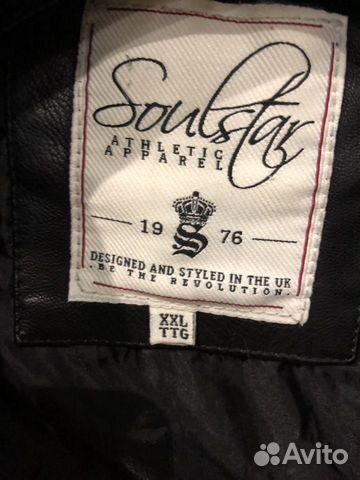 Soulstar
ATHLETIC
APPAREL
19 S 76
DESIGNED AND STYLED IN THE UK
· BE THE REVOLUTION.·
XXL
TTG
Avito